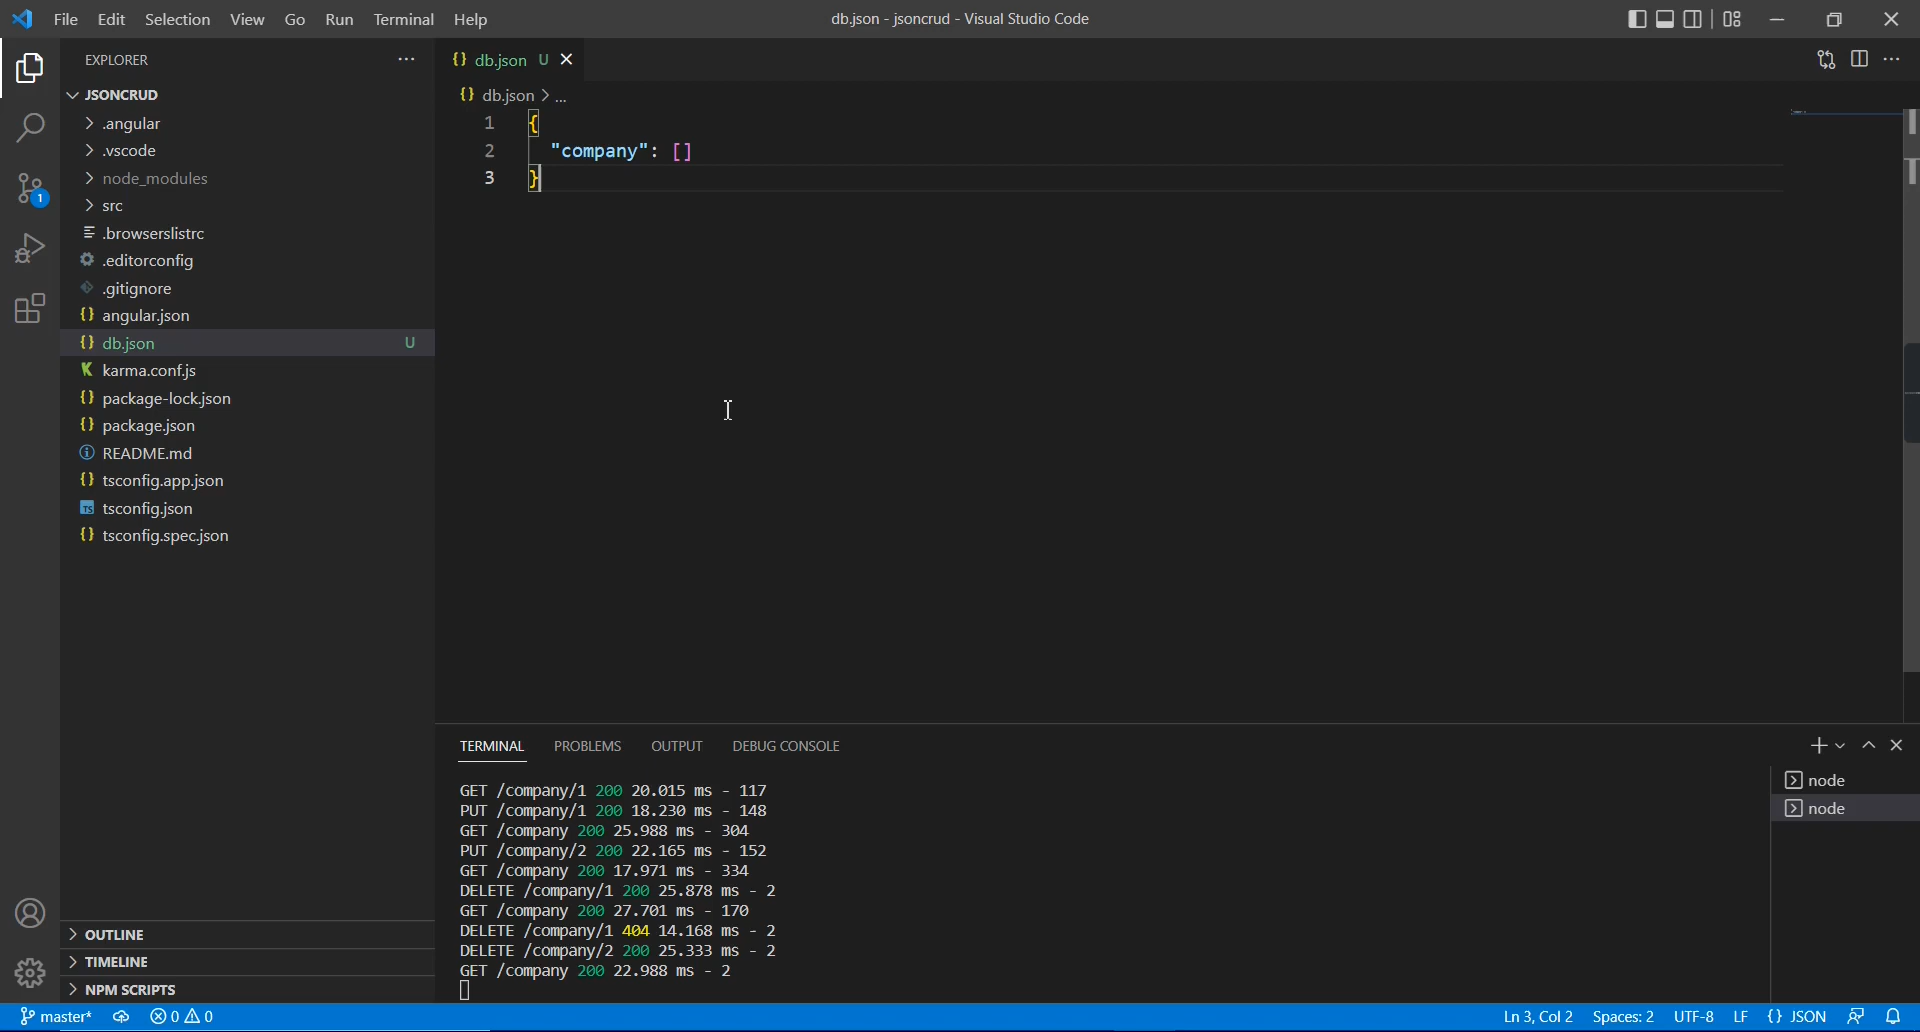 File Edit Selection View Go Run Terminal Help db.json - jsoncrud - Visual Studio Code
EXPLORER
JSONCRUD
.angular
.vscode
node_modules
src
.browserslistrc
.editorconfig
.gitignore
angular.json
db.json U
karma.conf.js
package-lock.json
package.json
README.md
tsconfig.app.json
tsconfig.json
tsconfig.spec.json
OUTLINE
TIMELINE
NPM SCRIPTS
1
{} db.json U
{} db.json > ...
1 {
2 "company": []
3 }
TERMINAL PROBLEMS OUTPUT DEBUG CONSOLE
GET /company/1 200 20.015 ms - 117
PUT /company/1 200 18.230 ms - 148
GET /company 200 25.988 ms - 304
PUT /company/2 200 22.165 ms - 152
GET /company 200 17.971 ms - 334
DELETE /company/1 200 25.878 ms - 2
GET /company 200 27.701 ms - 170
DELETE /company/1 404 14.168 ms - 2
DELETE /company/2 200 25.333 ms - 2
GET /company 200 22.988 ms - 2
node
node
master* 0 0 Ln 3, Col 2 Spaces: 2 UTF-8 LF {} JSON